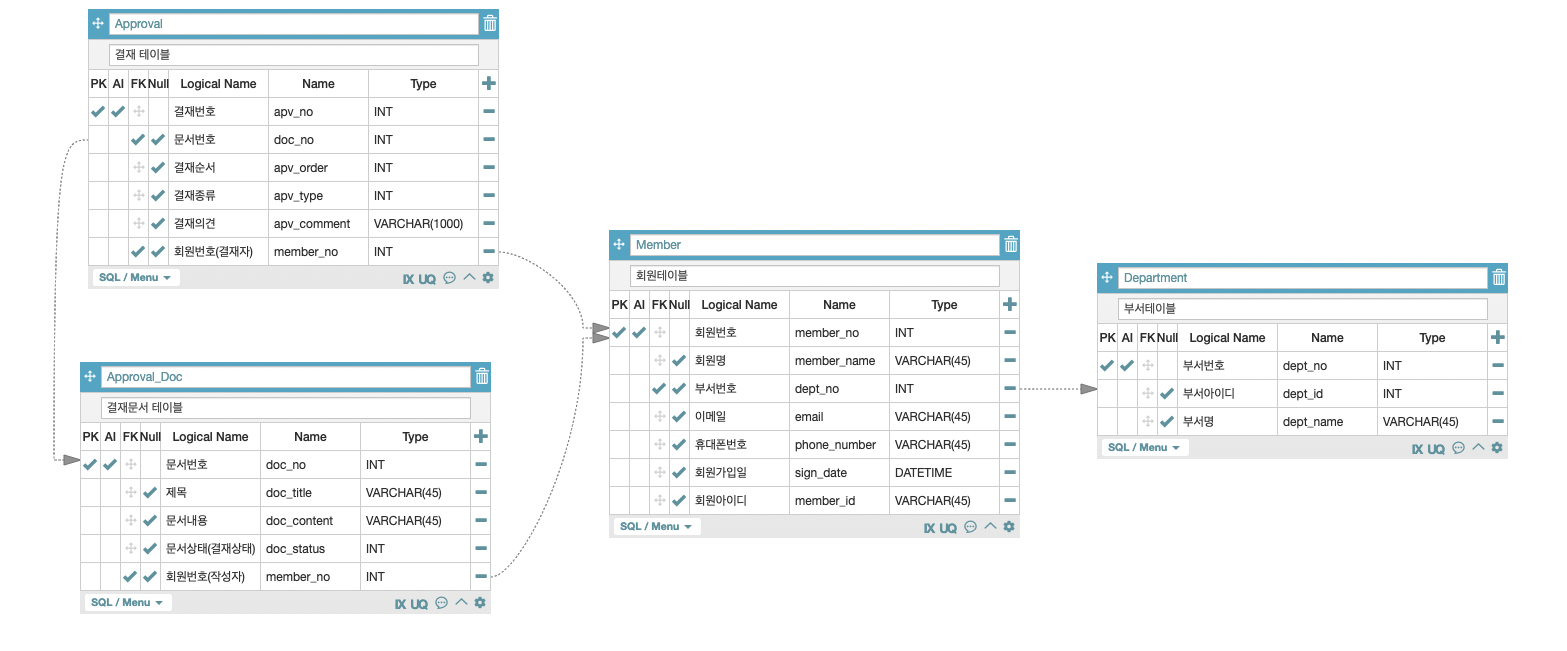 Approval
결재 테이블
PK AI FK Null Logical Name Name Type
결재번호 apv_no INT
문서번호 doc_no INT
결재순서 apv_order INT
결재종류 apv_type INT
결재의견 apv_comment VARCHAR(1000)
회원번호(결재자) member_no INT
SQL / Menu IX UQ
Approval_Doc
결재문서 테이블
PK AI FK Null Logical Name Name Type
문서번호 doc_no INT
제목 doc_title VARCHAR(45)
문서내용 doc_content VARCHAR(45)
문서상태(결재상태) doc_status INT
회원번호(작성자) member_no INT
SQL / Menu IX UQ
Member
회원테이블
PK AI FK Null Logical Name Name Type
회원번호 member_no INT
회원명 member_name VARCHAR(45)
부서번호 dept_no INT
이메일 email VARCHAR(45)
휴대폰번호 phone_number VARCHAR(45)
회원가입일 sign_date DATETIME
회원아이디 member_id VARCHAR(45)
SQL / Menu IX UQ
Department
부서테이블
PK AI FK Null Logical Name Name Type
부서번호 dept_no INT
부서아이디 dept_id INT
부서명 dept_name VARCHAR(45)
SQL / Menu IX UQ